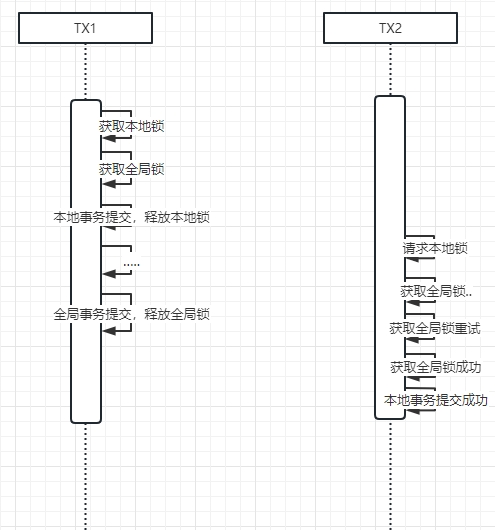 TX1
TX2
获取本地锁
获取全局锁
本地事务提交，释放本地锁
.....
全局事务提交，释放全局锁
请求本地锁
获取全局锁..
获取全局锁重试
获取全局锁成功
本地事务提交成功